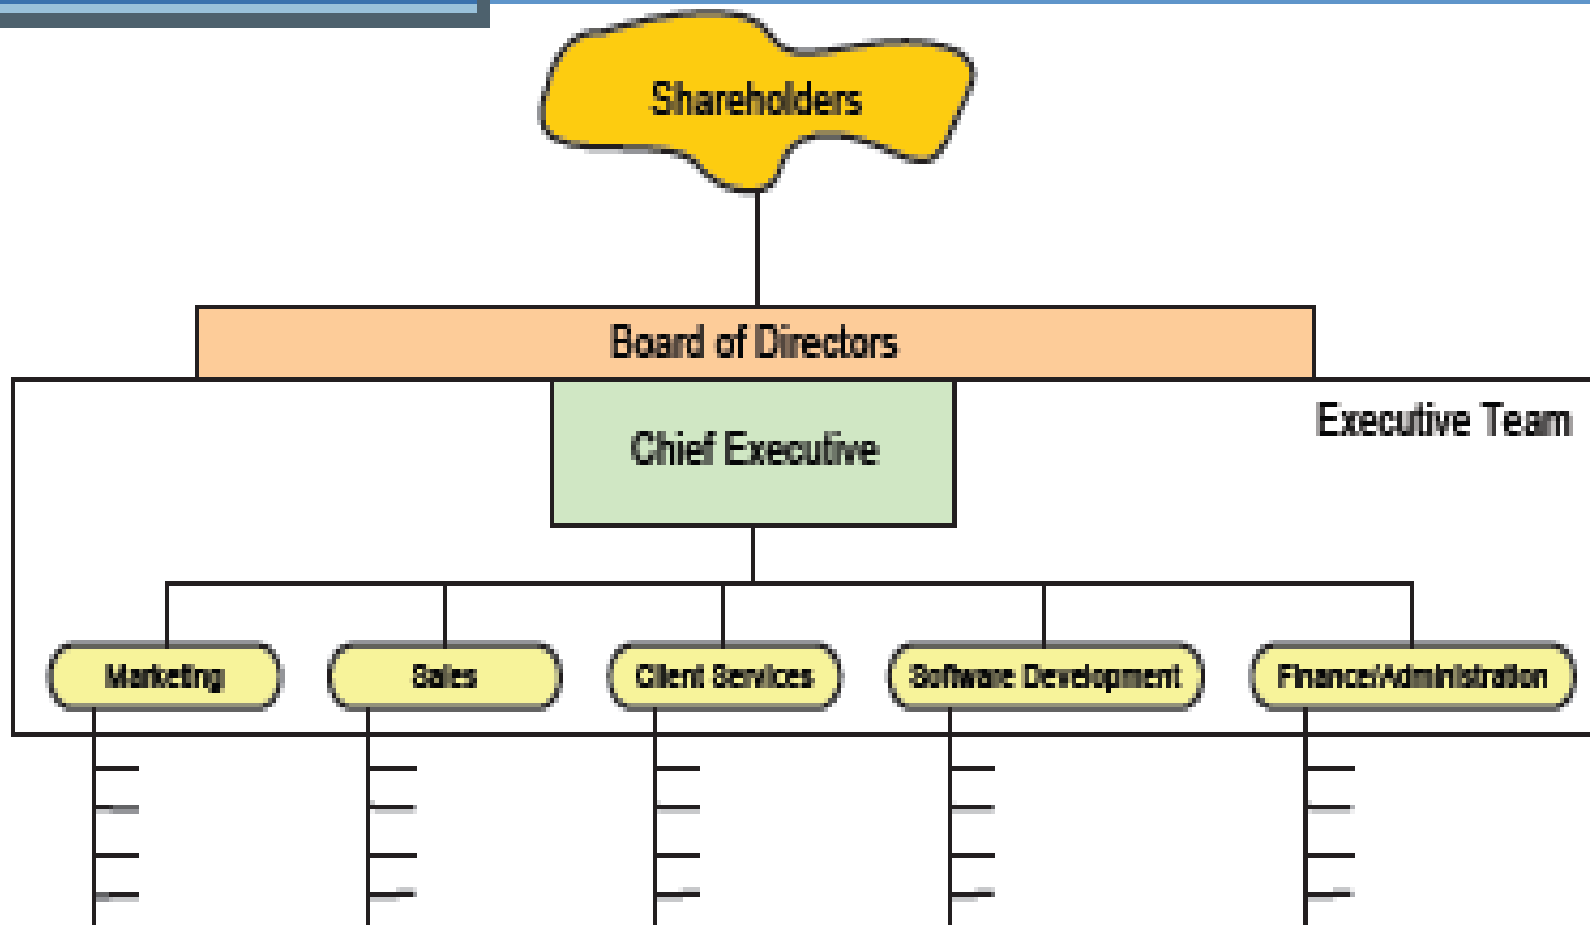 Shareholders
Board of Directors
Executive Team
Chief Executive
Marketing
Sales
Client Services
Software Development
Finance/Administration